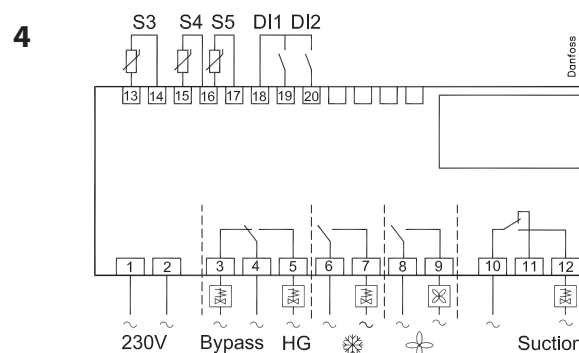 4
S3 S4 S5 DI1 DI2
Danfoss
13 14 15 16 17 18 19 20
1 2 3 4 5 6 7 8 9 10 11 12
230V Bypass HG Suction